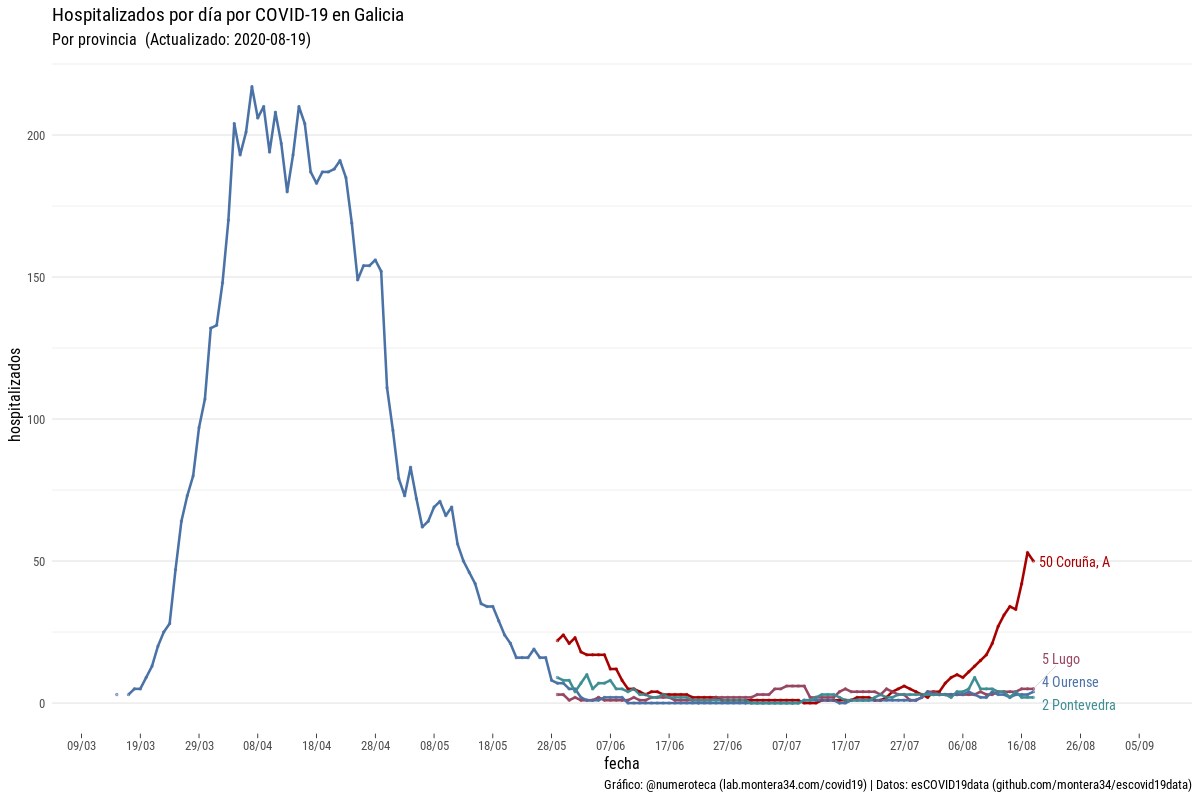 Hospitalizados por día por COVID-19 en Galicia
Por provincia (Actualizado: 2020-08-19)
hospitalizados
200
150
100
50
0
50 Coruña, A
5 Lugo
4 Ourense
2 Pontevedra
09/03 19/03 29/03 08/04 18/04 28/04 08/05 18/05 28/05 07/06 17/06 27/06 07/07 17/07 27/07 06/08 16/08 26/08 05/09
fecha
Gráfico: @numeroteca (lab.montera34.com/covid19) | Datos: esCOVID19data (github.com/montera34/escovid19data)